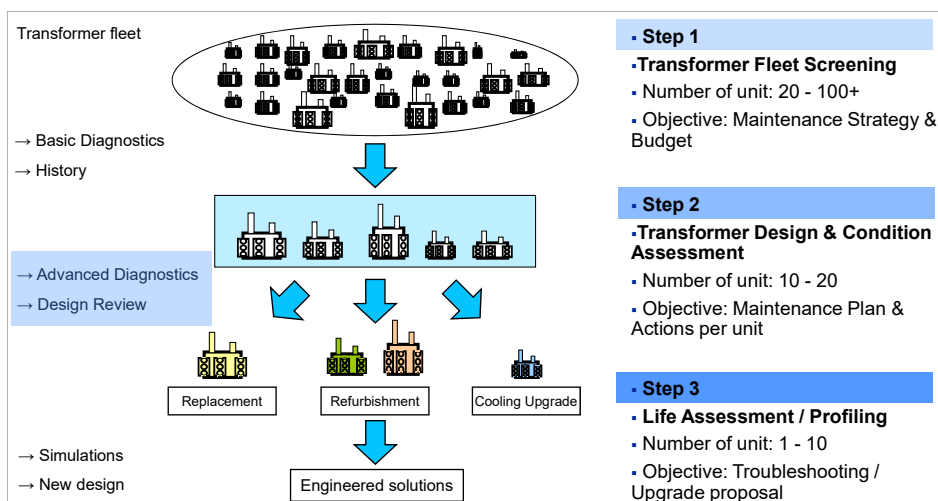 Transformer fleet
→ Basic Diagnostics
→ History
→ Advanced Diagnostics
→ Design Review
Replacement
Refurbishment
Cooling Upgrade
→ Simulations
→ New design
Engineered solutions
▪ Step 1
▪Transformer Fleet Screening
▪ Number of unit: 20 - 100+
▪ Objective: Maintenance Strategy &
Budget
▪ Step 2
▪Transformer Design & Condition
Assessment
▪ Number of unit: 10 - 20
▪ Objective: Maintenance Plan &
Actions per unit
▪ Step 3
▪ Life Assessment / Profiling
▪ Number of unit: 1 - 10
▪ Objective: Troubleshooting /
Upgrade proposal